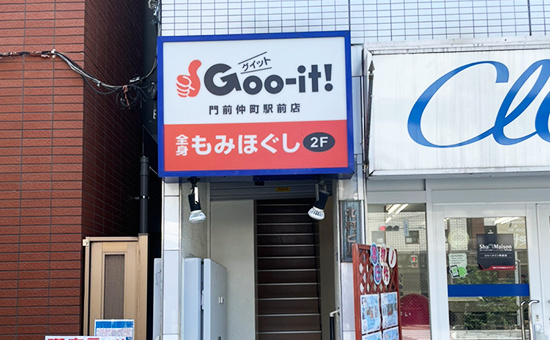 グイット
Goo-it!
門前仲町駅前店
全身もみほぐし 2F
Cl
Sha Maison